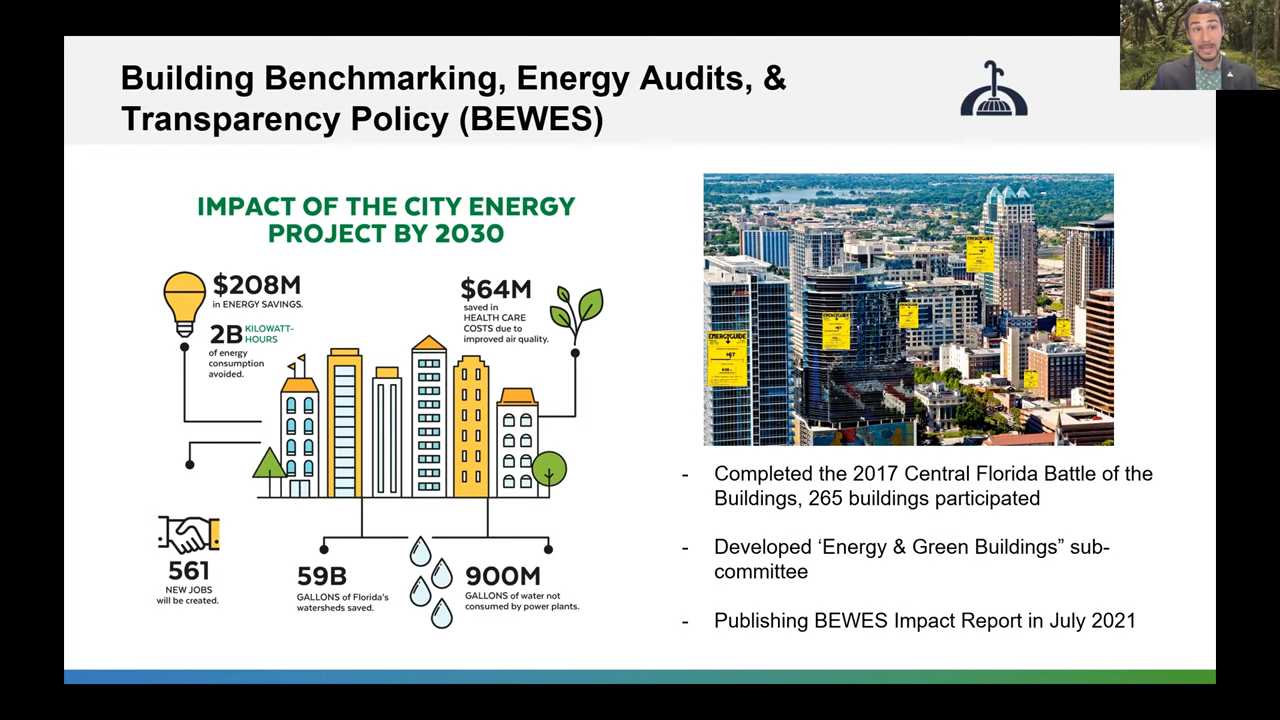 Building Benchmarking, Energy Audits, &
Transparency Policy (BEWES)
IMPACT OF THE CITY ENERGY
PROJECT BY 2030
$208M
in ENERGY SAVINGS.
2B KILOWATT-
HOURS
of energy
consumption
avoided.
$64M
saved in
HEALTH CARE
COSTS due to
improved air quality.
561
NEW JOBS
will be created.
59B
GALLONS of Florida's
watersheds saved.
900M
GALLONS of water not
consumed by power plants.
ENERGYGUIDE
ENERGYGUIDE
ENERGYGUIDE
ENERGYGUIDE
- Completed the 2017 Central Florida Battle of the
Buildings, 265 buildings participated
- Developed ‘Energy & Green Buildings” sub-
committee
- Publishing BEWES Impact Report in July 2021